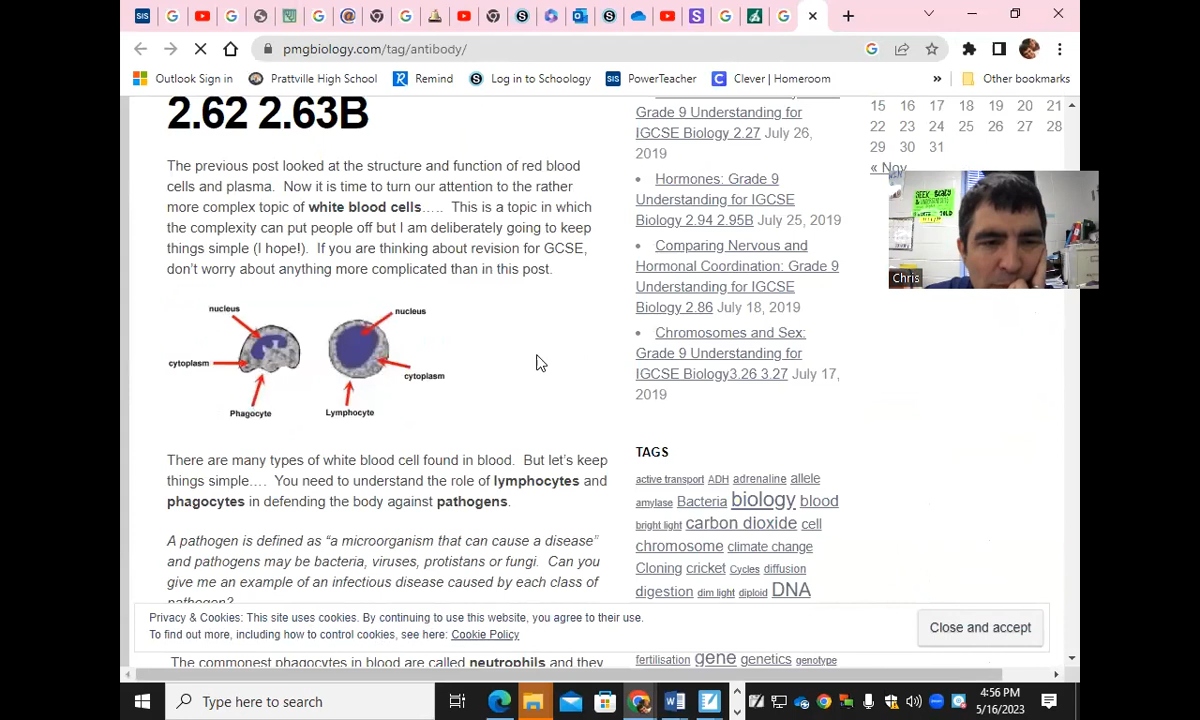 pmgbiology.com/tag/antibody/
Outlook Sign in
Prattville High School
Remind
Log in to Schoology
PowerTeacher
Clever | Homeroom
»
Other bookmarks
2.62 2.63B
The previous post looked at the structure and function of red blood
cells and plasma.  Now it is time to turn our attention to the rather
more complex topic of white blood cells…..  This is a topic in which
the complexity can put people off but I am deliberately going to keep
things simple (I hope!).  If you are thinking about revision for GCSE,
don't worry about anything more complicated than in this post.
nucleus
nucleus
cytoplasm
cytoplasm
Phagocyte
Lymphocyte
There are many types of white blood cell found in blood.  But let's keep
things simple….  You need to understand the role of lymphocytes and
phagocytes in defending the body against pathogens.
A pathogen is defined as "a microorganism that can cause a disease"
and pathogens may be bacteria, viruses, protistans or fungi.  Can you
give me an example of an infectious disease caused by each class of
pathogen?
The commonest phagocytes in blood are called neutrophils and they
Grade 9 Understanding for
IGCSE Biology 2.27 July 26,
2019
Hormones: Grade 9
Understanding for IGCSE
Biology 2.94 2.95B July 25, 2019
Comparing Nervous and
Hormonal Coordination: Grade 9
Understanding for IGCSE
Biology 2.86 July 18, 2019
Chromosomes and Sex:
Grade 9 Understanding for
IGCSE Biology3.26 3.27 July 17,
2019
TAGS
active transport ADH adrenaline allele
amylase Bacteria biology blood
bright light carbon dioxide cell
chromosome climate change
Cloning cricket Cycles diffusion
digestion dim light diploid DNA
fertilisation gene genetics genotype
15 16 17 18 19 20 21
22 23 24 25 26 27 28
29 30 31
« Nov
SEEK
Chris
Privacy & Cookies: This site uses cookies. By continuing to use this website, you agree to their use.
To find out more, including how to control cookies, see here: Cookie Policy
Close and accept
Type here to search
4:56 PM
5/16/2023